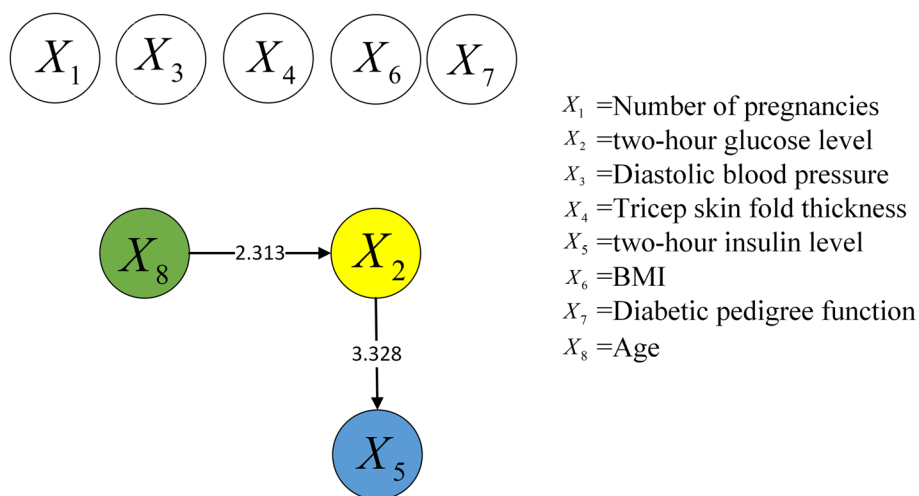 X₁ X₃ X₄ X₆ X₇
X₁ =Number of pregnancies
X₂ =two-hour glucose level
X₃ =Diastolic blood pressure
X₄ =Tricep skin fold thickness
X₅ =two-hour insulin level
X₆ =BMI
X₇ =Diabetic pedigree function
X₈ =Age
X₈ 2.313 X₂
3.328
X₅